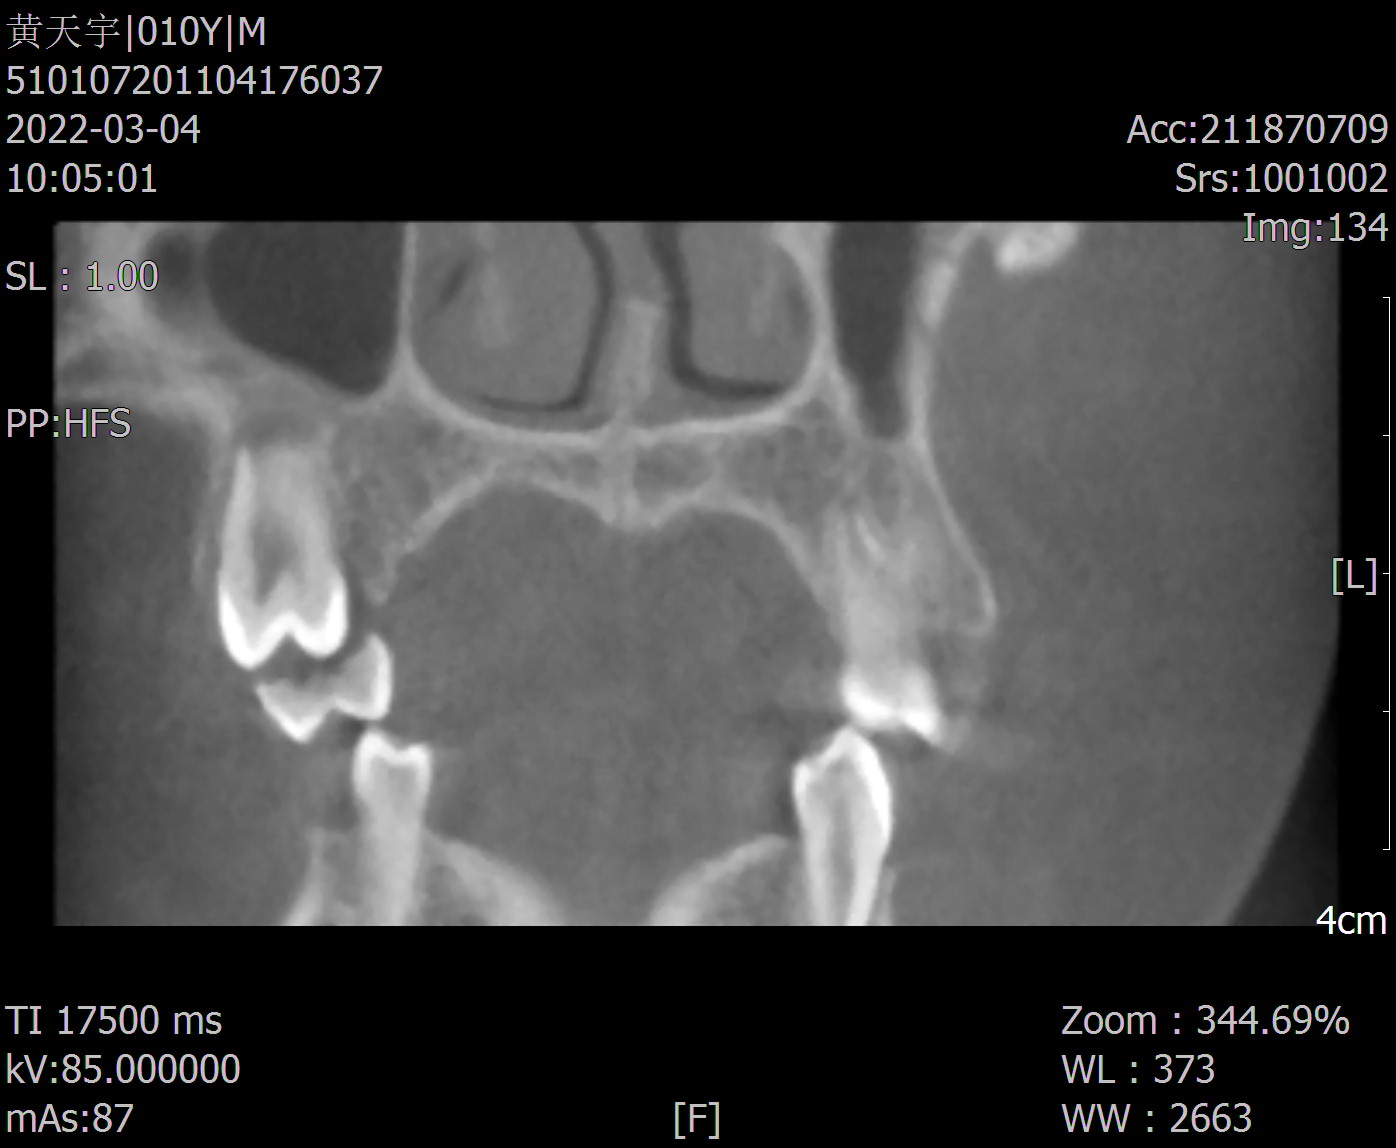 黄天宇|010Y|M
510107201104176037
2022-03-04
10:05:01
Acc:211870709
Srs:1001002
Img:134
SL : 1.00
PP:HFS
[L]
4cm
TI 17500 ms
kV:85.000000
mAs:87
[F]
Zoom : 344.69%
WL : 373
WW : 2663